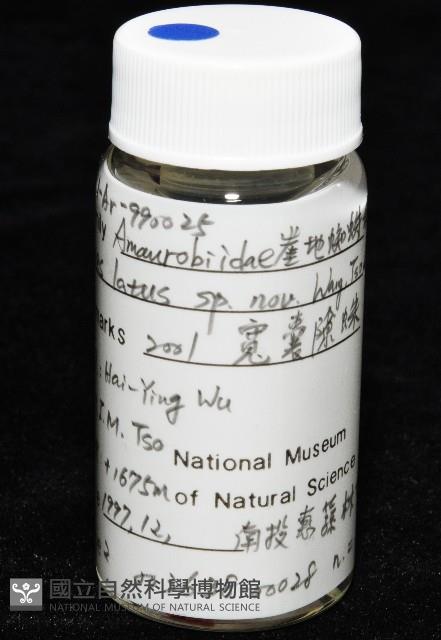 -Ar-990025
Amaurobiidae 崖地蜘蛛
latus sp. nov. Wang, Tso
arks 2001 寬囊隙蛛
: Hai-Ying Wu
I.M. Tso
National Museum
+1675m of Natural Science
1997,12, 南投惠蓀林
0028
國立自然科學博物館
NATIONAL MUSEUM OF NATURAL SCIENCE